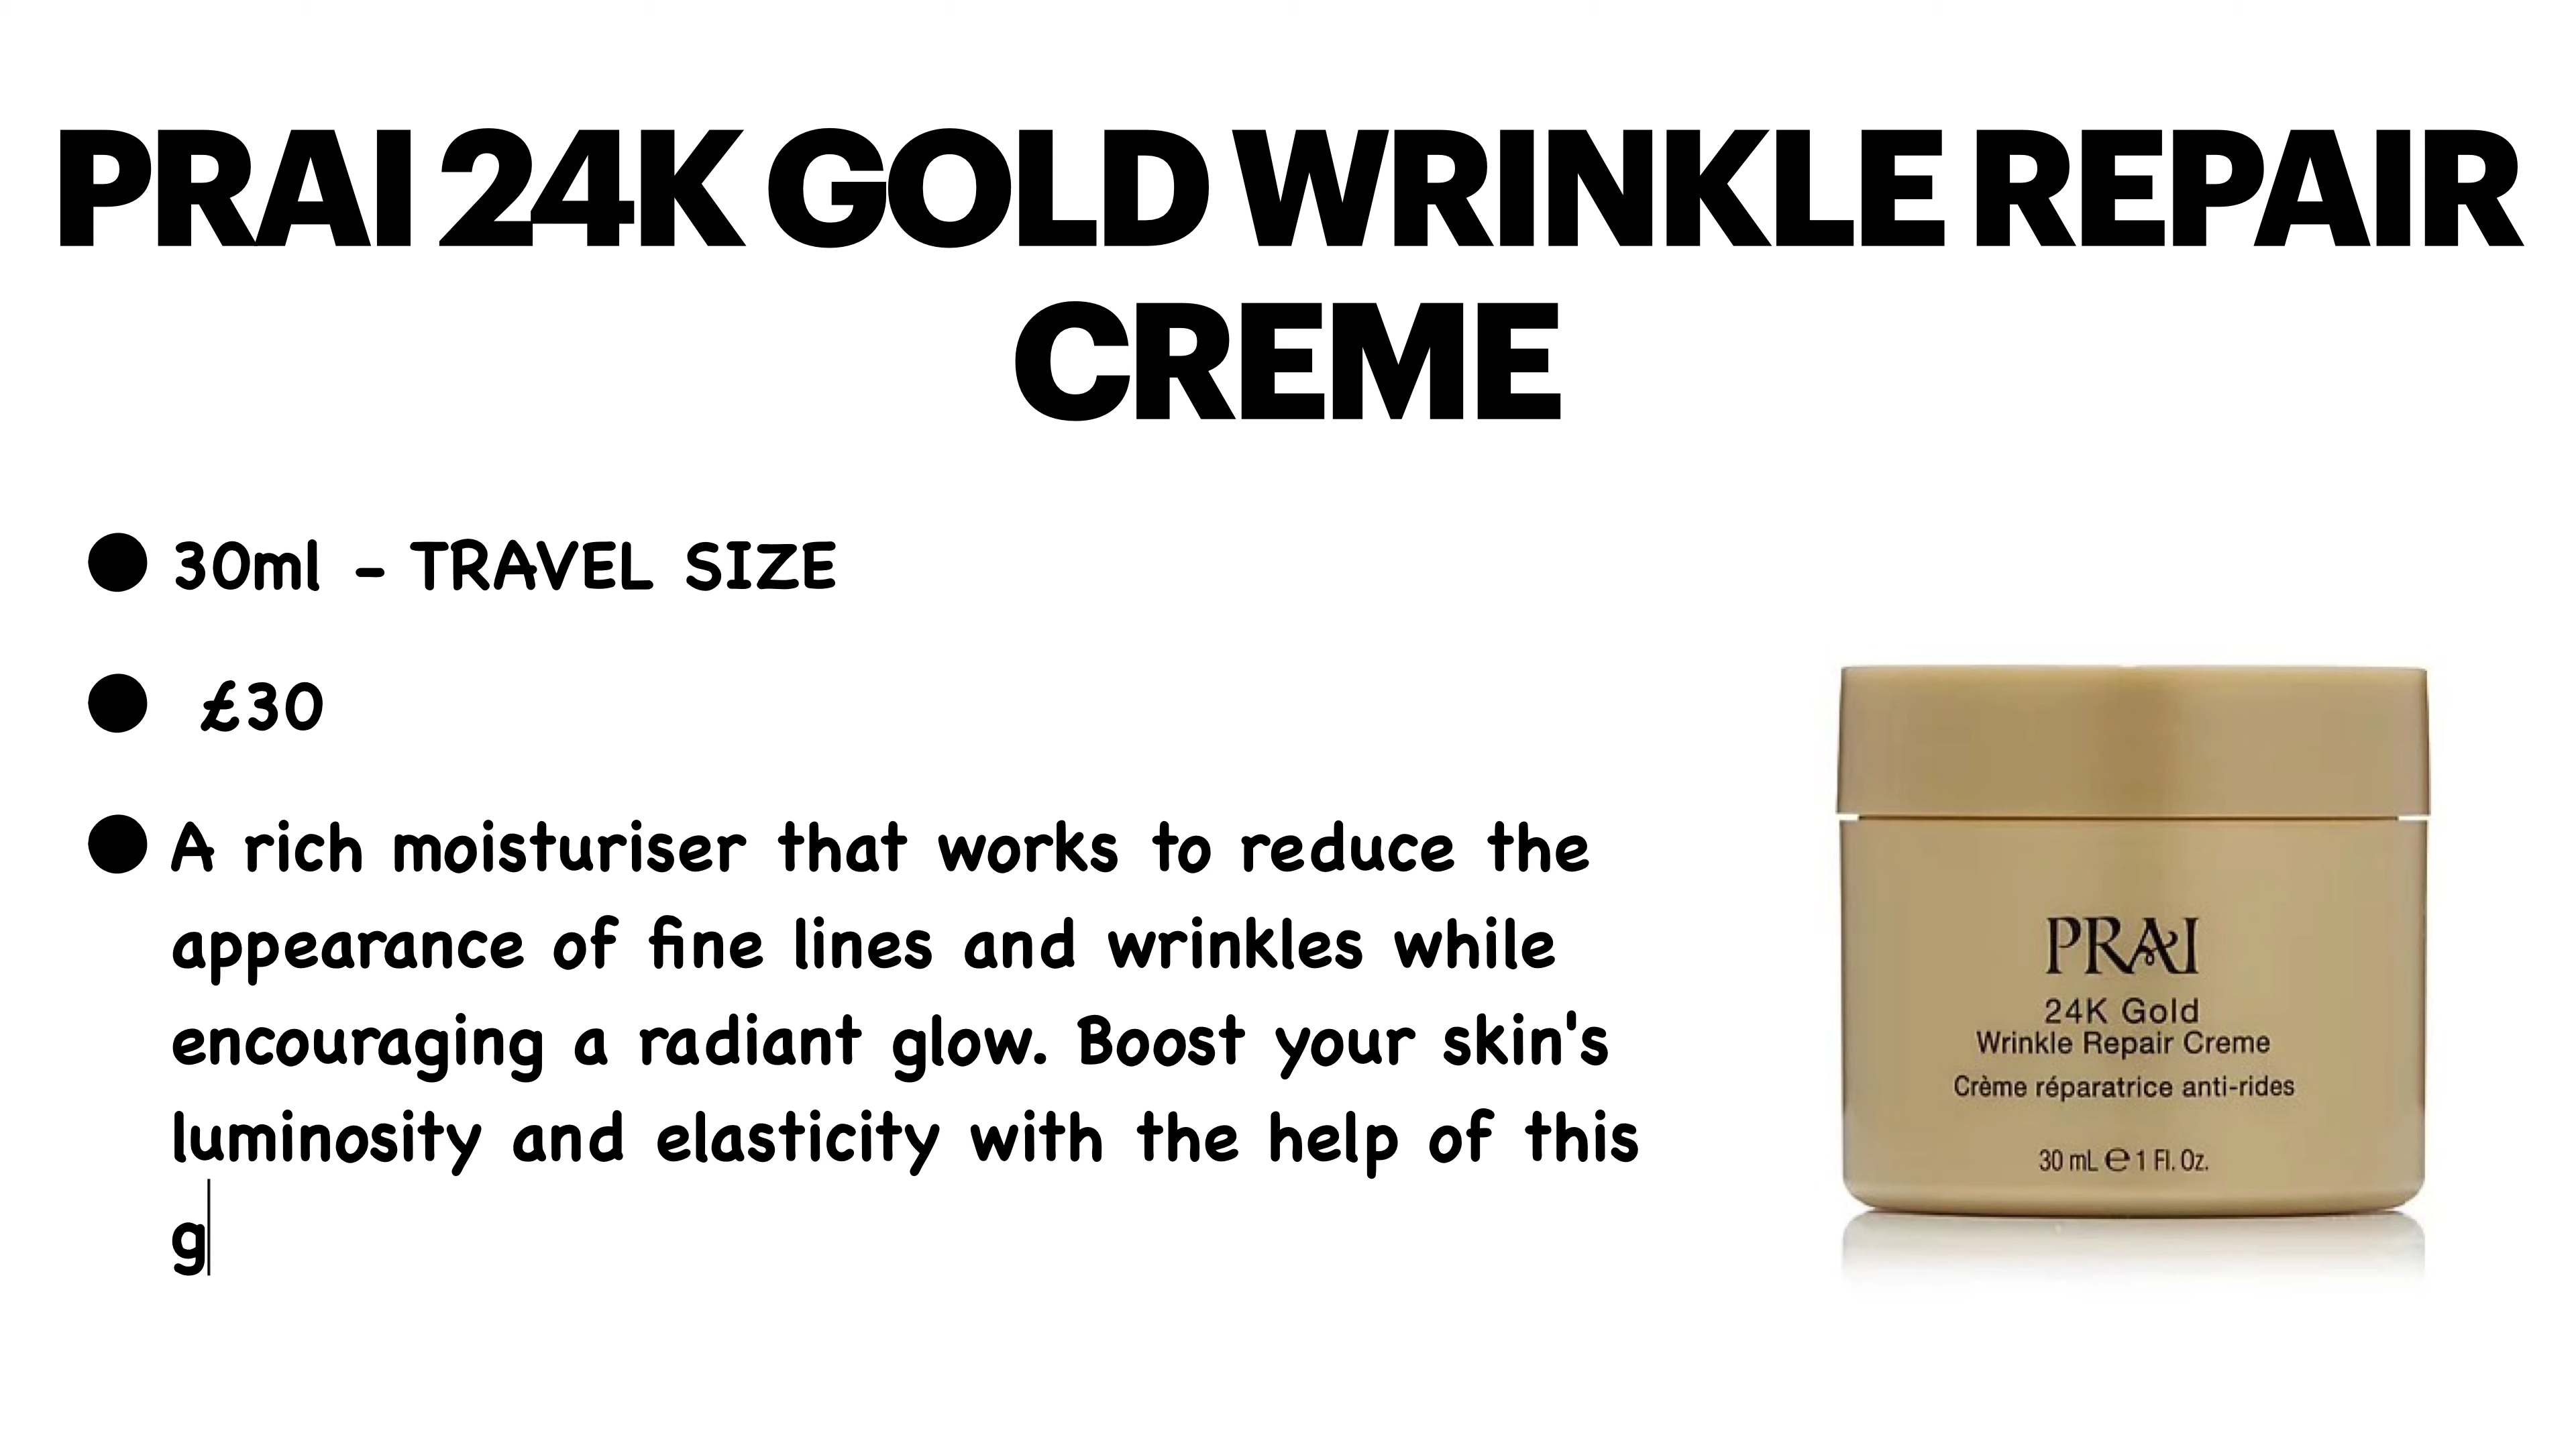 PRAI 24K GOLD WRINKLE REPAIR
CREME
● 30ml - TRAVEL SIZE
● £30
● A rich moisturiser that works to reduce the
appearance of fine lines and wrinkles while
encouraging a radiant glow. Boost your skin's
luminosity and elasticity with the help of this
g
PRAI
24K Gold
Wrinkle Repair Creme
Crème réparatrice anti-rides
30 mL ℮ 1 Fl. Oz.